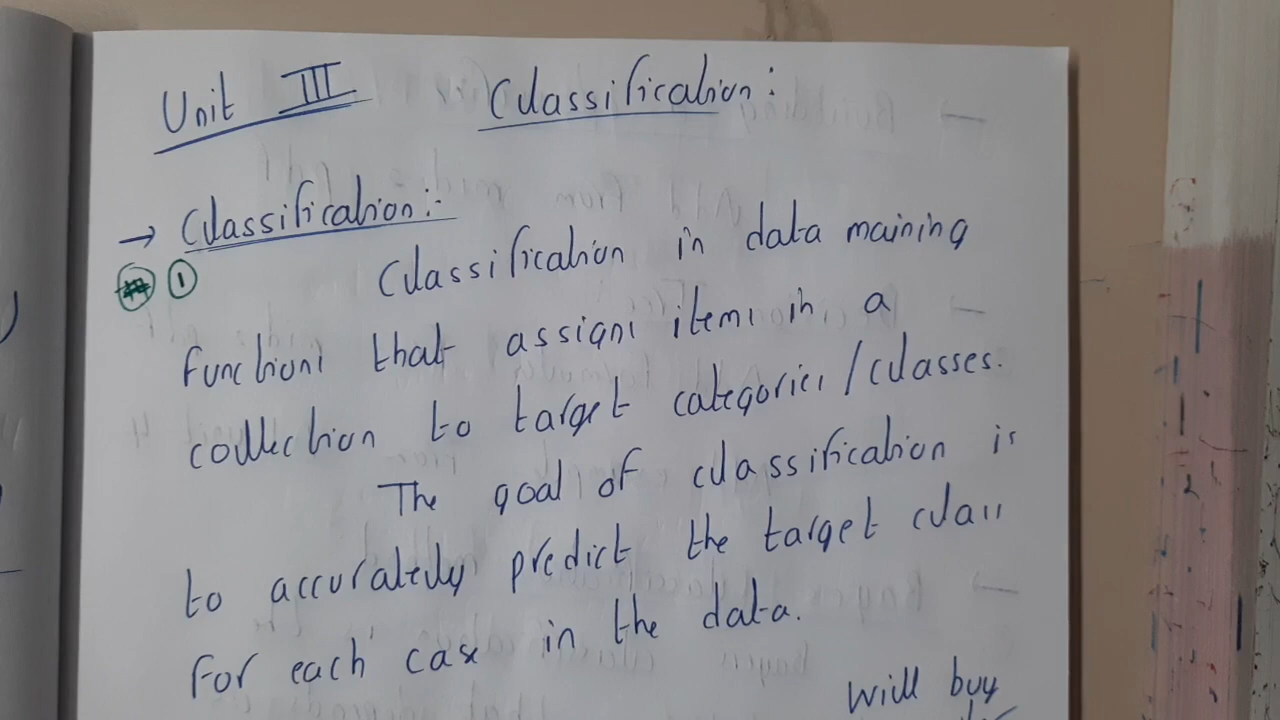 Unit III Classification:
→ Classification:-
① Classification in data maining
functions that assigns items in a
collection to target categories/classes.
The goal of classification is
to accurately predict the target class
for each case in the data.
will buy